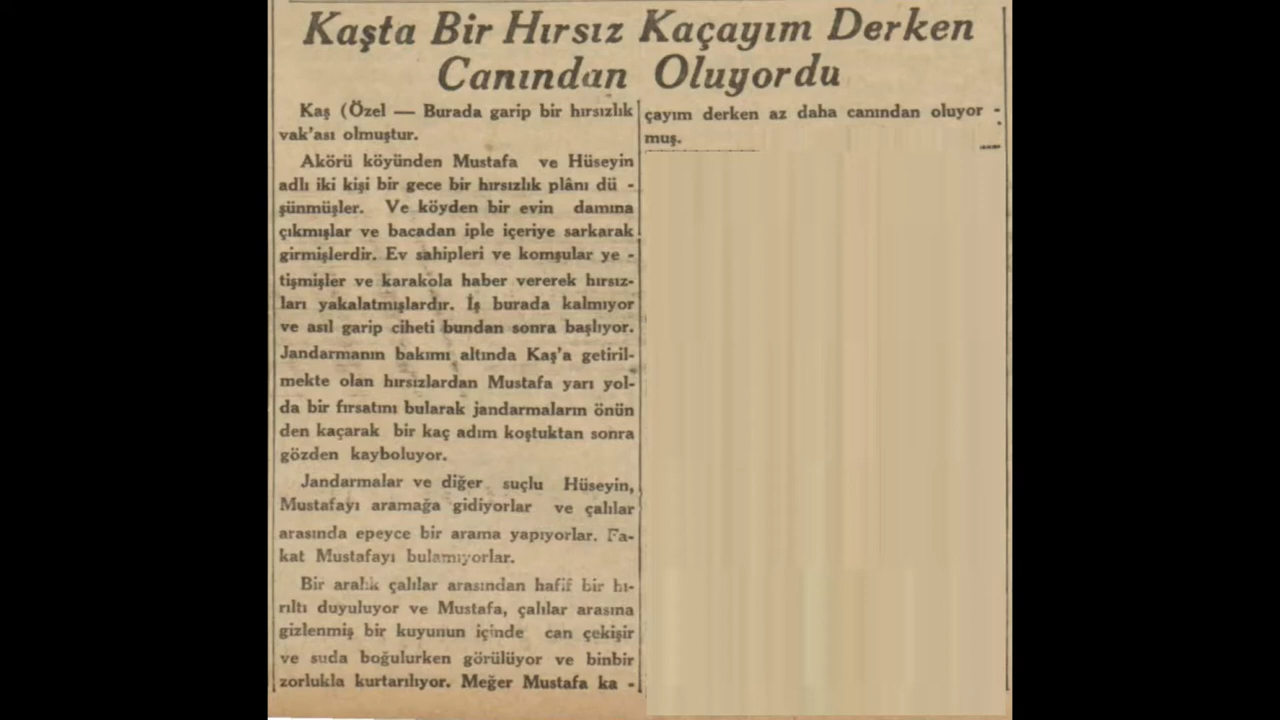 Kaşta Bir Hırsız Kaçayım Derken
Canından Oluyordu
Kaş (Özel — Burada garip bir hırsızlık
vak'ası olmuştur.
Akörü köyünden Mustafa ve Hüseyin
adlı iki kişi bir gece bir hırsızlık plânı dü -
şünmüşler. Ve köyden bir evin damına
çıkmışlar ve bacadan iple içeriye sarkarak
girmişlerdir. Ev sahipleri ve komşular ye -
tişmişler ve karakola haber vererek hırsız-
ları yakalatmışlardır. İş burada kalmıyor
ve asıl garip ciheti bundan sonra başlıyor.
Jandarmanın bakımı altında Kaş'a getiril-
mekte olan hırsızlardan Mustafa yarı yol-
da bir fırsatını bularak jandarmaların önün
den kaçarak bir kaç adım koştuktan sonra
gözden kayboluyor.
Jandarmalar ve diğer suçlu Hüseyin,
Mustafayı aramağa gidiyorlar ve çalılar
arasında epeyce bir arama yapıyorlar. Fa-
kat Mustafayı bulamıyorlar.
Bir aralık çalılar arasından hafif bir hı-
rıltı duyuluyor ve Mustafa, çalılar arasına
gizlenmiş bir kuyunun içinde can çekişir
ve suda boğulurken görülüyor ve binbir
zorlukla kurtarılıyor. Meğer Mustafa ka -
çayım derken az daha canından oluyor -
muş.